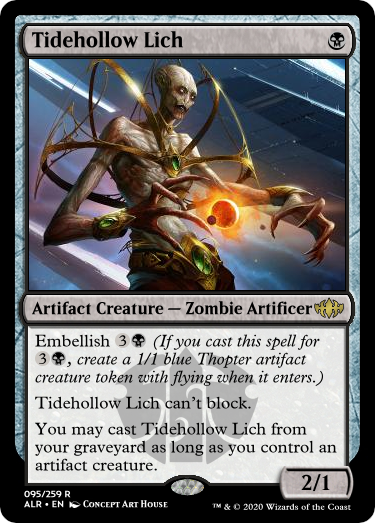 Tidehollow Lich
Artifact Creature — Zombie Artificer
Embellish 3 (If you cast this spell for
3, create a 1/1 blue Thopter artifact
creature token with flying when it enters.)
Tidehollow Lich can't block.
You may cast Tidehollow Lich from
your graveyard as long as you control an
artifact creature.
2/1
095/259 R
ALR • EN Concept Art House
™ & © 2020 Wizards of the Coast